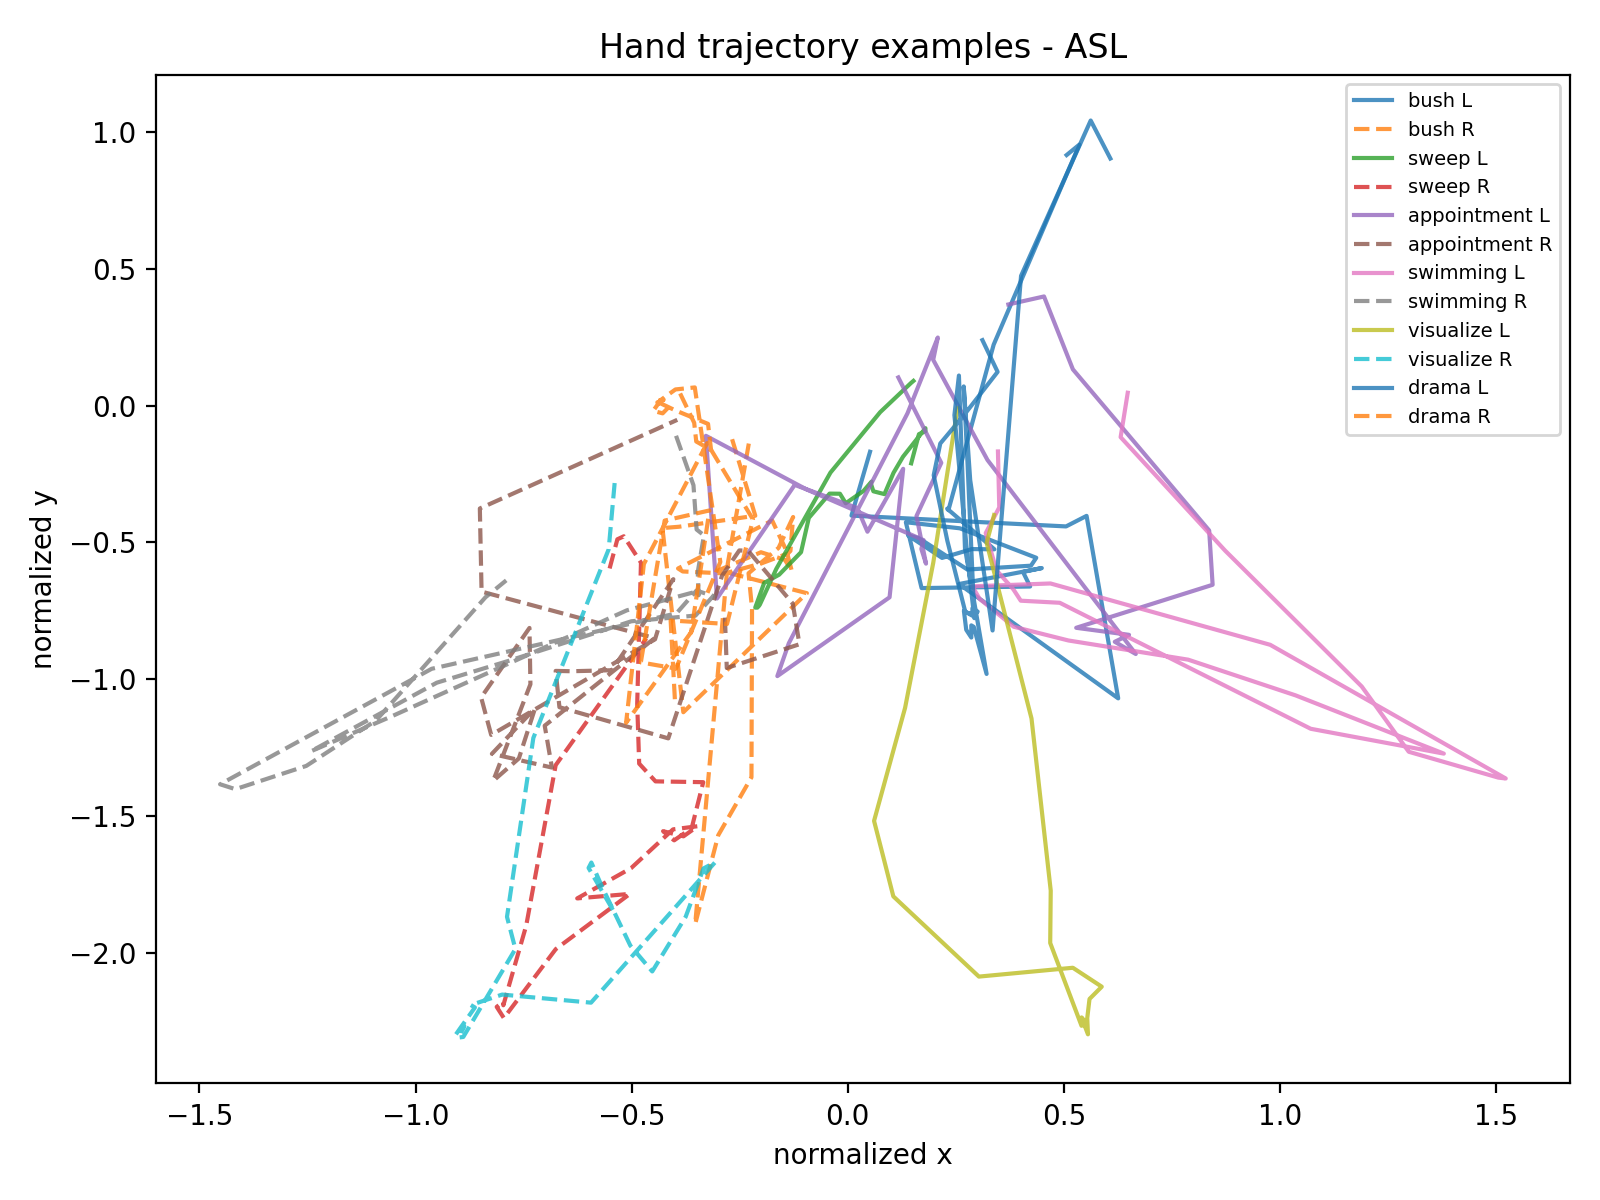 Hand trajectory examples - ASL
bush L
bush R
sweep L
sweep R
appointment L
appointment R
swimming L
swimming R
visualize L
visualize R
drama L
drama R
1.0
0.5
0.0
−0.5
−1.0
−1.5
−2.0
normalized y
−1.5
−1.0
−0.5
0.0
0.5
1.0
1.5
normalized x